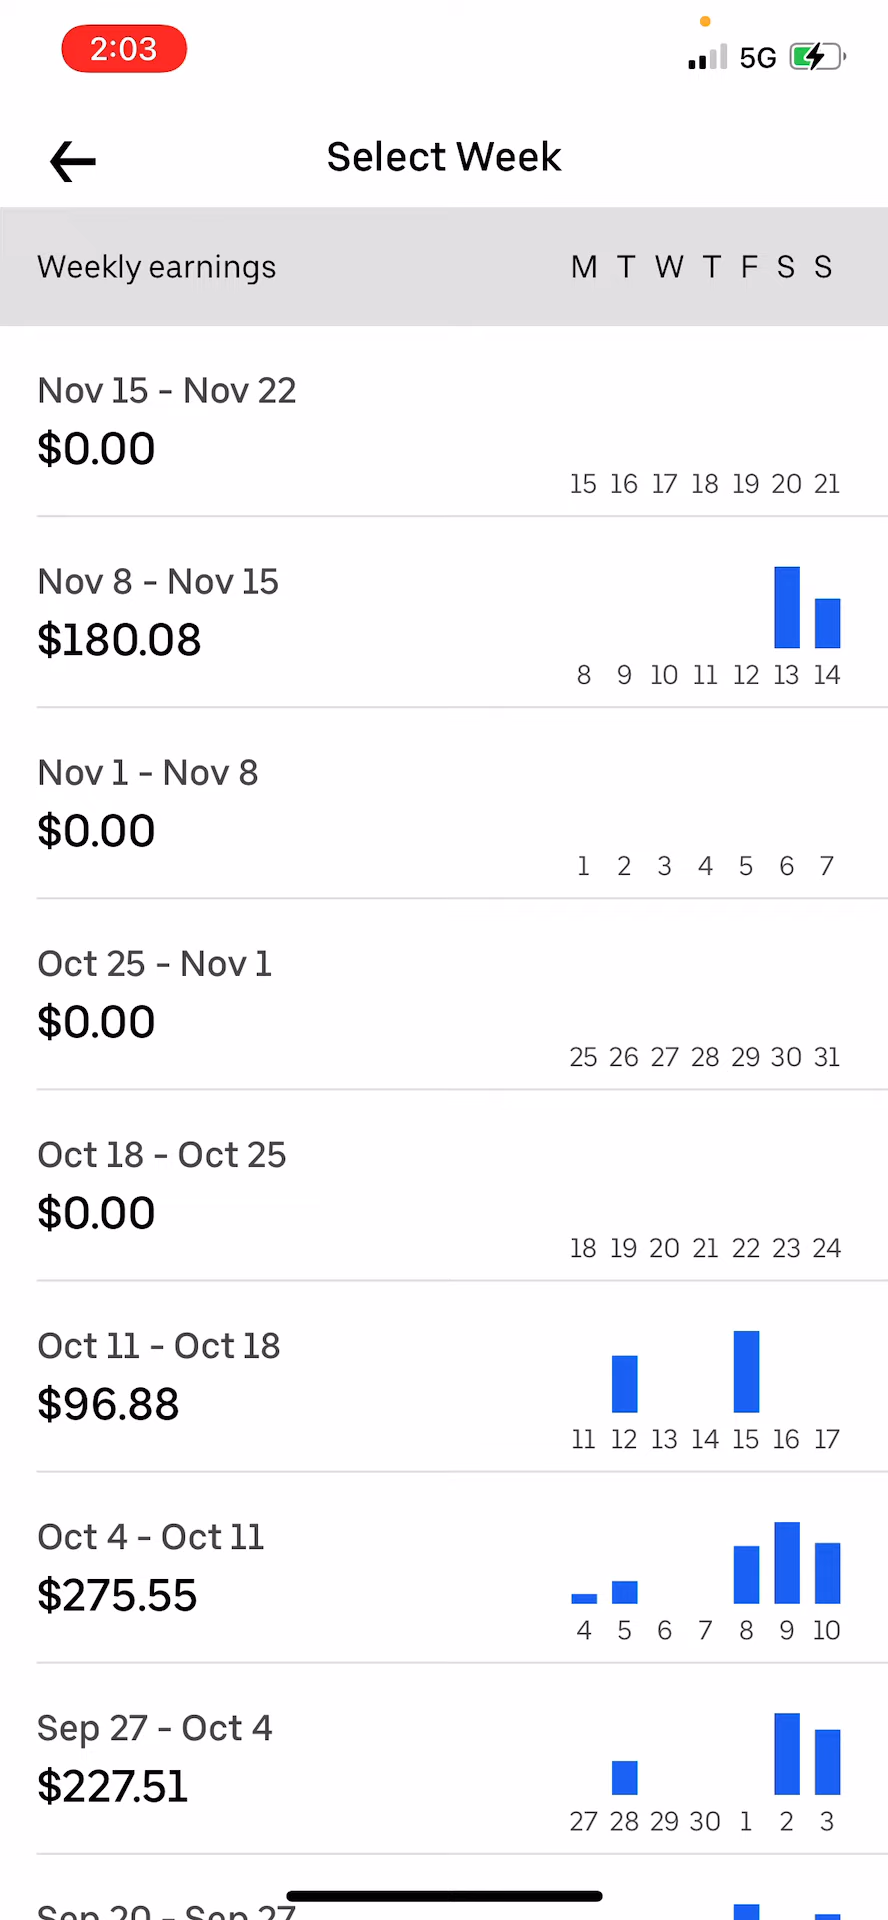 2:03
5G
Select Week
Weekly earnings M T W T F S S
Nov 15 - Nov 22
$0.00
15 16 17 18 19 20 21
Nov 8 - Nov 15
$180.08
8 9 10 11 12 13 14
Nov 1 - Nov 8
$0.00
1 2 3 4 5 6 7
Oct 25 - Nov 1
$0.00
25 26 27 28 29 30 31
Oct 18 - Oct 25
$0.00
18 19 20 21 22 23 24
Oct 11 - Oct 18
$96.88
11 12 13 14 15 16 17
Oct 4 - Oct 11
$275.55
4 5 6 7 8 9 10
Sep 27 - Oct 4
$227.51
27 28 29 30 1 2 3
Sep 20 - Sep 27